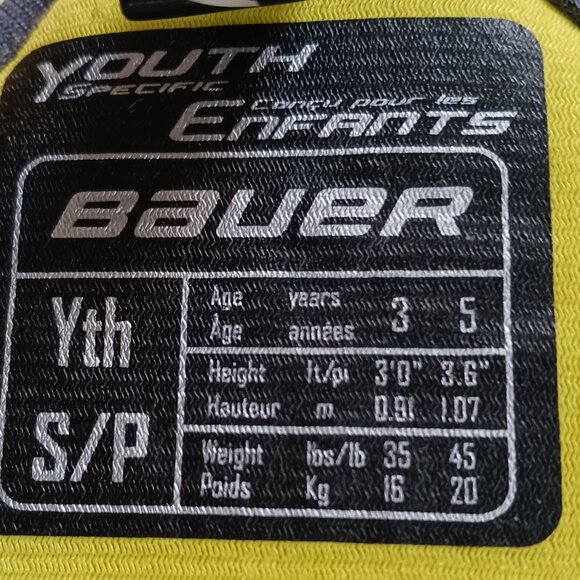 Youth
Specific
Conçu pour les
Enfants
Bauer
Yth
S/P
Age years 3 5
Âge années
Height ft/pi 3'0" 3.6"
Hauteur m 0.91 1.07
Weight lbs/lb 35 45
Poids Kg 16 20